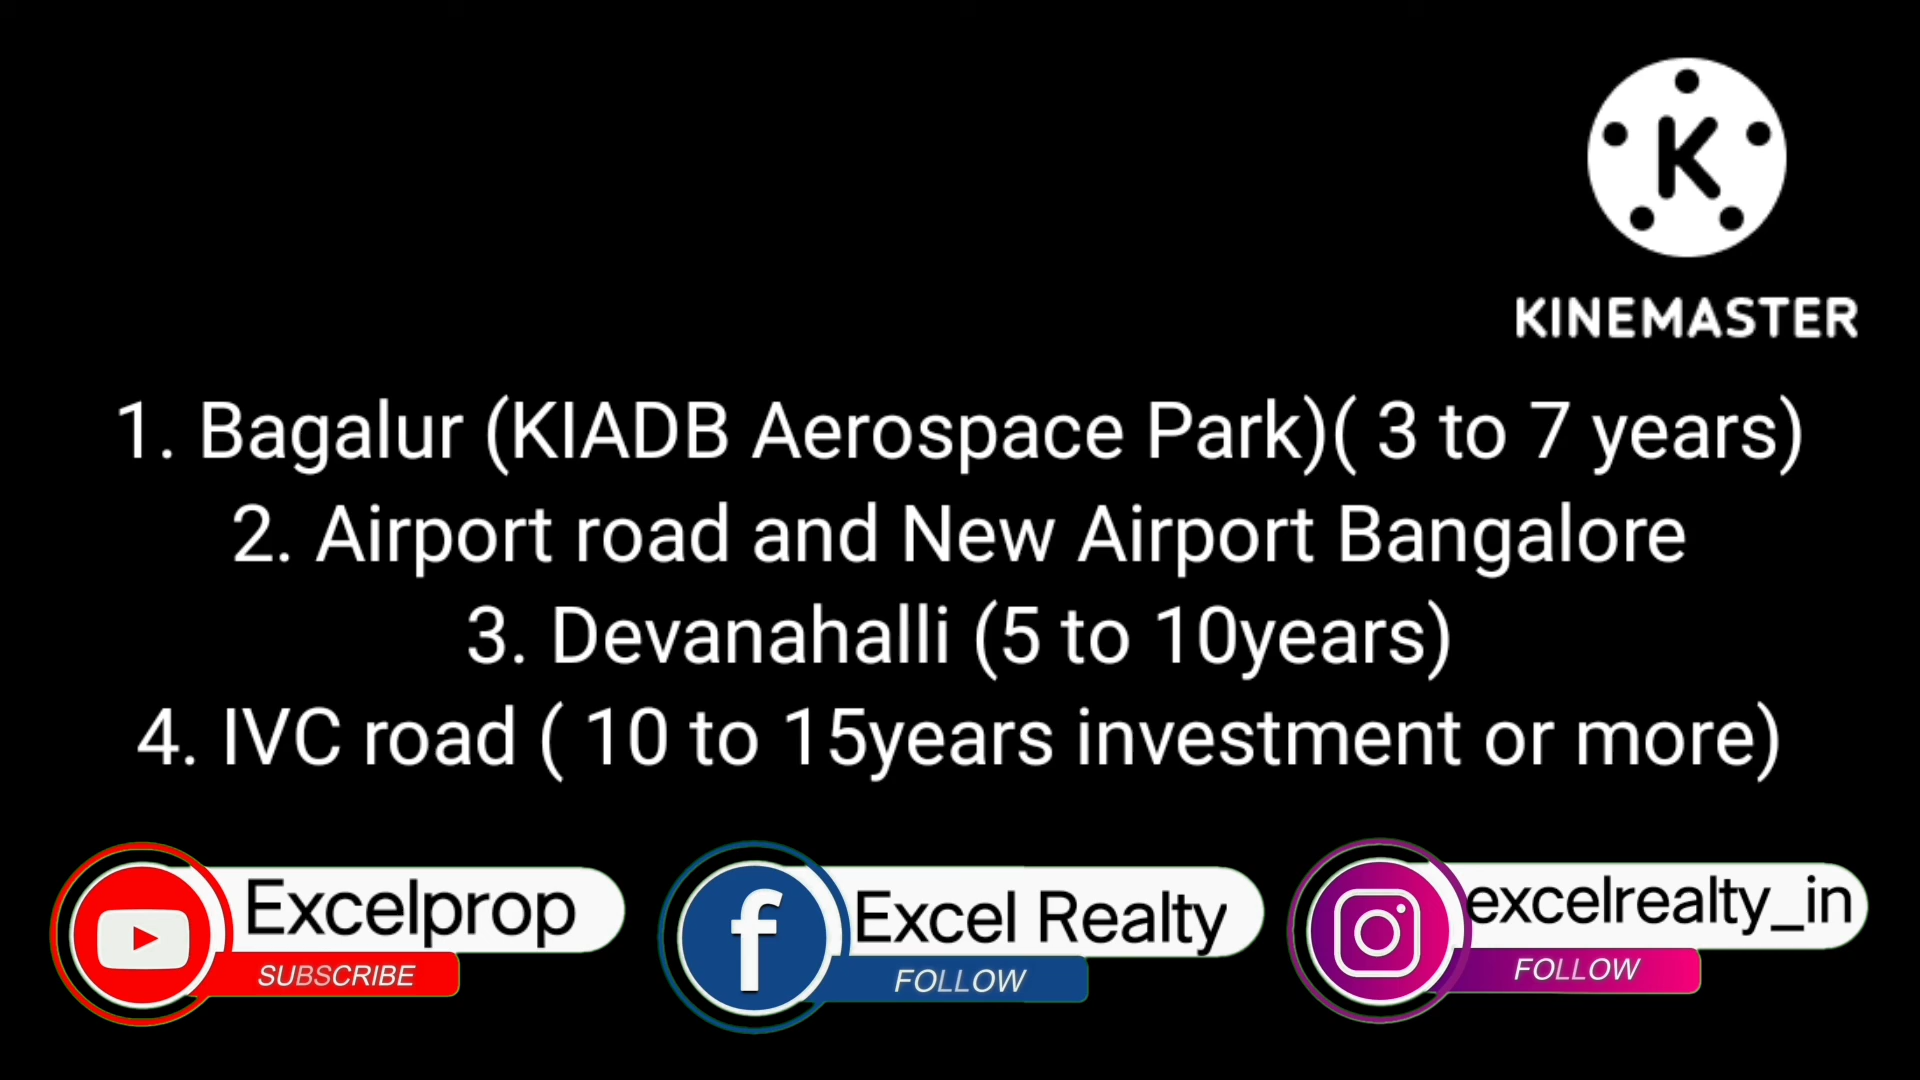 K
KINEMASTER
1. Bagalur (KIADB Aerospace Park)( 3 to 7 years)
2. Airport road and New Airport Bangalore
3. Devanahalli (5 to 10years)
4. IVC road ( 10 to 15years investment or more)
Excelprop
SUBSCRIBE
f
Excel Realty
FOLLOW
excelrealty_in
FOLLOW